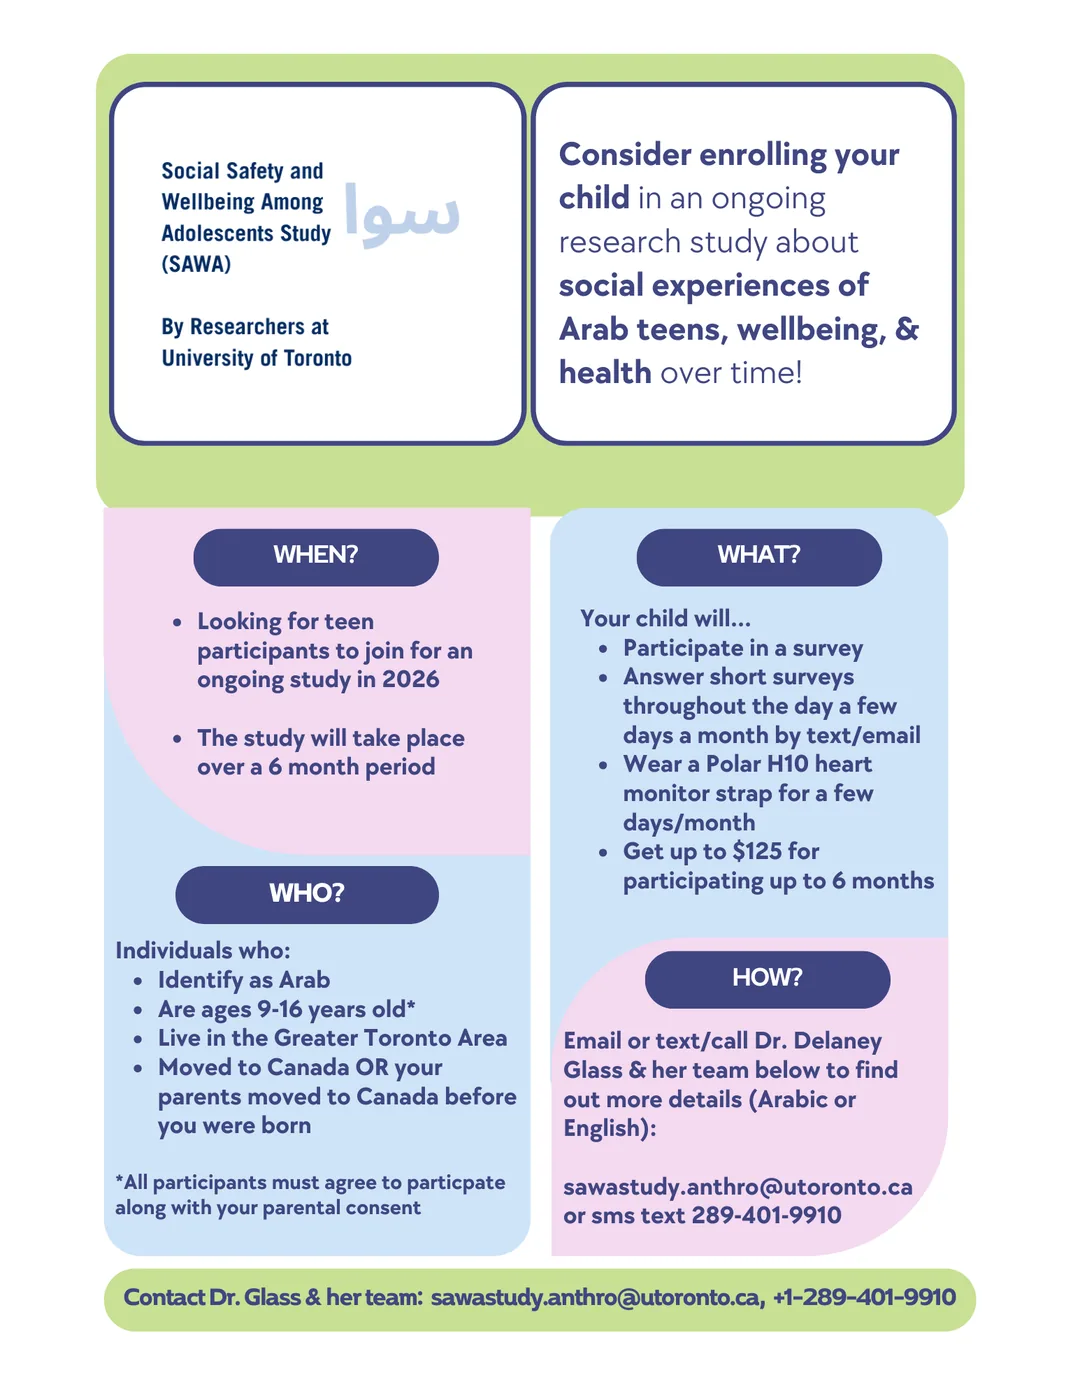 Social Safety and
Wellbeing Among
Adolescents Study
(SAWA)
سوا
By Researchers at
University of Toronto
Consider enrolling your
child in an ongoing
research study about
social experiences of
Arab teens, wellbeing, &
health over time!
WHEN?
• Looking for teen
participants to join for an
ongoing study in 2026
• The study will take place
over a 6 month period
WHO?
Individuals who:
• Identify as Arab
• Are ages 9-16 years old*
• Live in the Greater Toronto Area
• Moved to Canada OR your
parents moved to Canada before
you were born
*All participants must agree to particpate
along with your parental consent
WHAT?
Your child will...
• Participate in a survey
• Answer short surveys
throughout the day a few
days a month by text/email
• Wear a Polar H10 heart
monitor strap for a few
days/month
• Get up to $125 for
participating up to 6 months
HOW?
Email or text/call Dr. Delaney
Glass & her team below to find
out more details (Arabic or
English):
sawastudy.anthro@utoronto.ca
or sms text 289-401-9910
Contact Dr. Glass & her team: sawastudy.anthro@utoronto.ca, +1-289-401-9910